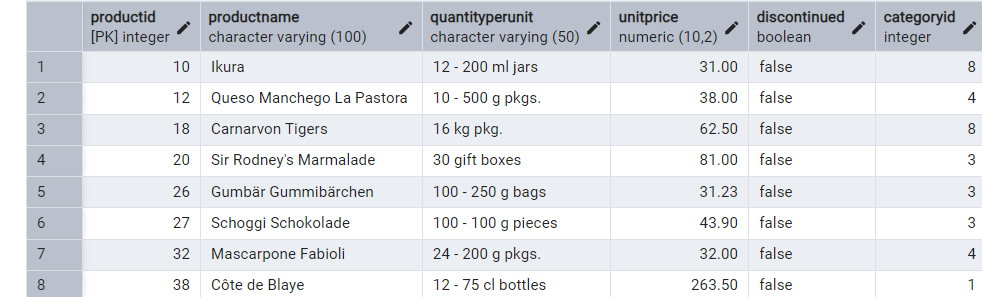 productid productname quantityperunit unitprice discontinued categoryid
[PK] integer character varying (100) character varying (50) numeric (10,2) boolean integer
1 10 Ikura 12 - 200 ml jars 31.00 false 8
2 12 Queso Manchego La Pastora 10 - 500 g pkgs. 38.00 false 4
3 18 Carnarvon Tigers 16 kg pkg. 62.50 false 8
4 20 Sir Rodney's Marmalade 30 gift boxes 81.00 false 3
5 26 Gumbär Gummibärchen 100 - 250 g bags 31.23 false 3
6 27 Schoggi Schokolade 100 - 100 g pieces 43.90 false 3
7 32 Mascarpone Fabioli 24 - 200 g pkgs. 32.00 false 4
8 38 Côte de Blaye 12 - 75 cl bottles 263.50 false 1